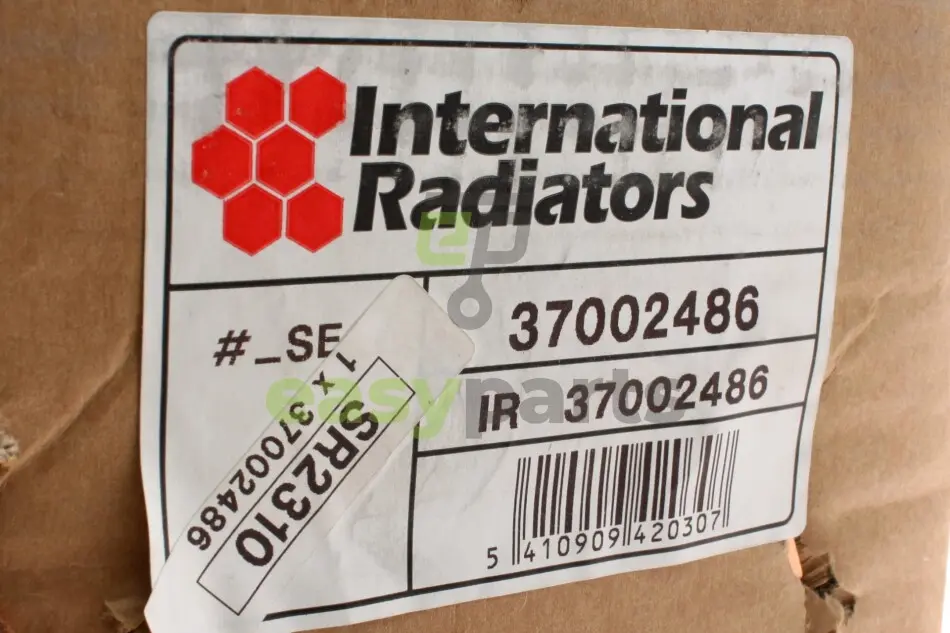 International
Radiators
#_SE
37002486
IR 37002486
1 x 37002486
SR2310
5 410909 420307
easyparts